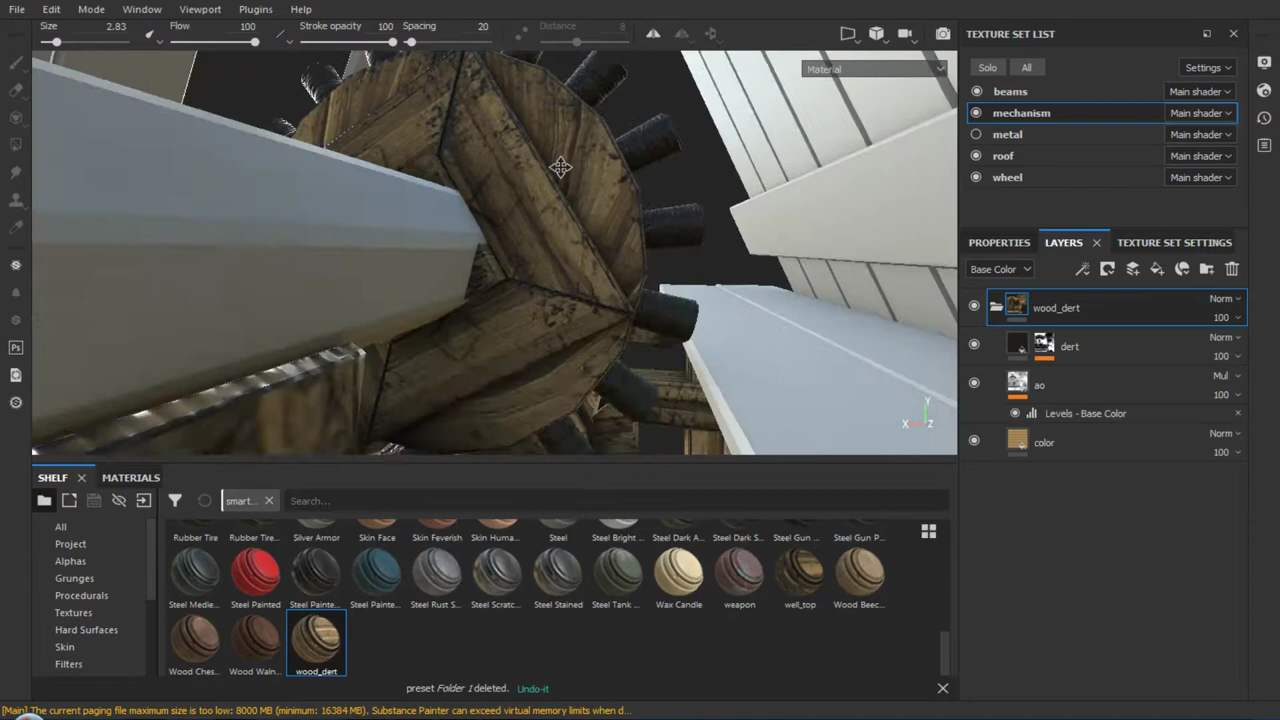 File Edit Mode Window Viewport Plugins Help
Size 2.83 Flow 100 Stroke opacity 100 Spacing 20 Distance 8
Material
TEXTURE SET LIST
Solo All Settings
beams Main shader
mechanism Main shader
metal Main shader
roof Main shader
wheel Main shader
PROPERTIES LAYERS TEXTURE SET SETTINGS
Base Color
wood_dert Norm 100
dert Norm 100
ao Mul 100
Levels - Base Color
color Norm 100
Y
X Z
Ps
SHELF MATERIALS
smart... Search...
All
Project
Alphas
Grunges
Procedurals
Textures
Hard Surfaces
Skin
Filters
Rubber Tire Rubber Tire... Silver Armor Skin Face Skin Feverish Skin Huma... Steel Steel Bright ... Steel Dark A... Steel Dark S... Steel Gun ... Steel Gun P...
Steel Medie... Steel Painted Steel Painte... Steel Painte... Steel Rust S... Steel Scratc... Steel Stained Steel Tank ... Wax Candle weapon well_top Wood Beec...
Wood Ches... Wood Waln... wood_dert
preset Folder 1 deleted. Undo-it
[Main] The current paging file maximum size is too low: 8000 MB (minimum: 16384 MB). Substance Painter can exceed virtual memory limits when d...